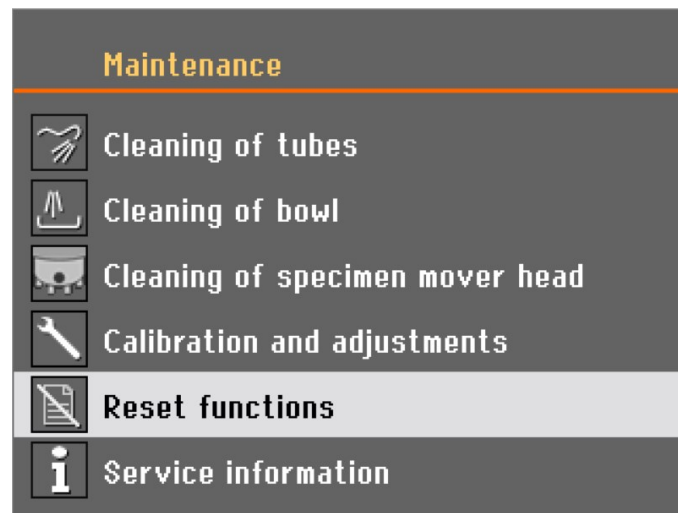 Maintenance
Cleaning of tubes
Cleaning of bowl
Cleaning of specimen mover head
Calibration and adjustments
Reset functions
Service information